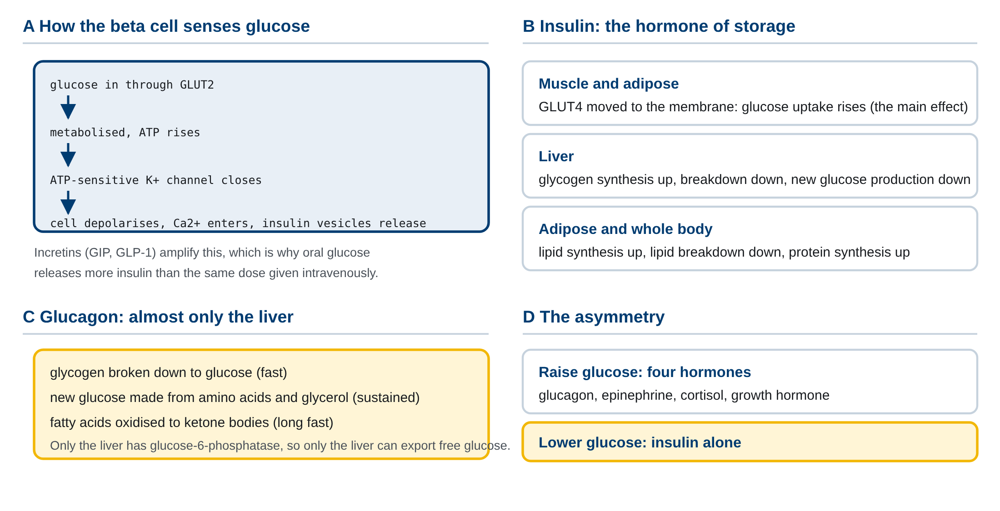 A How the beta cell senses glucose
glucose in through GLUT2
metabolised, ATP rises
ATP-sensitive K+ channel closes
cell depolarises, Ca2+ enters, insulin vesicles release
Incretins (GIP, GLP-1) amplify this, which is why oral glucose
releases more insulin than the same dose given intravenously.
B Insulin: the hormone of storage
Muscle and adipose
GLUT4 moved to the membrane: glucose uptake rises (the main effect)
Liver
glycogen synthesis up, breakdown down, new glucose production down
Adipose and whole body
lipid synthesis up, lipid breakdown down, protein synthesis up
C Glucagon: almost only the liver
glycogen broken down to glucose (fast)
new glucose made from amino acids and glycerol (sustained)
fatty acids oxidised to ketone bodies (long fast)
Only the liver has glucose-6-phosphatase, so only the liver can export free glucose.
D The asymmetry
Raise glucose: four hormones
glucagon, epinephrine, cortisol, growth hormone
Lower glucose: insulin alone